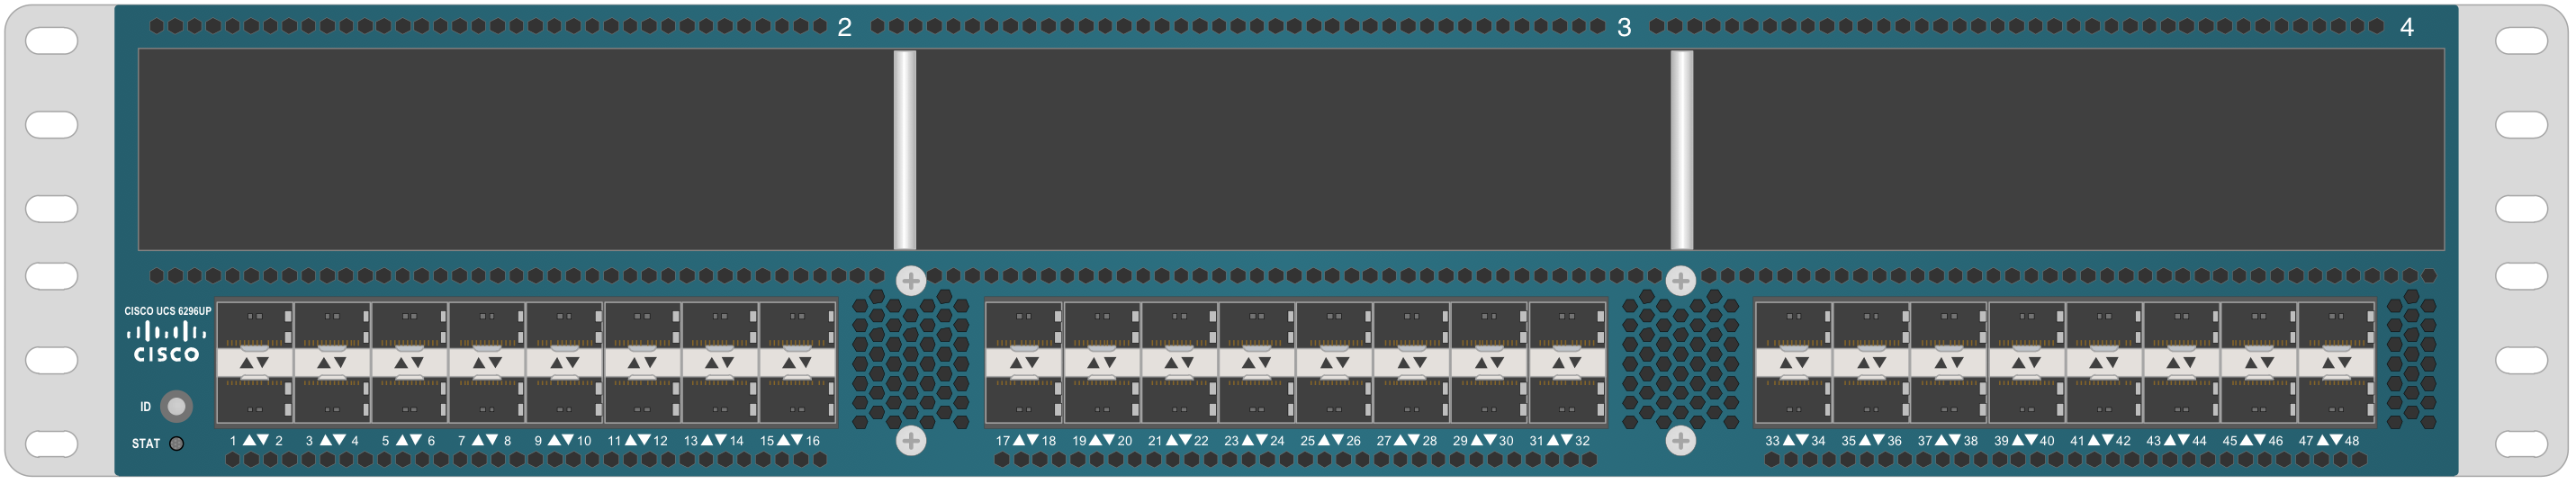 2 3 4
CISCO UCS 6296UP
CISCO
ID
STAT
1 ▲▼ 2 3 ▲▼ 4 5 ▲▼ 6 7 ▲▼ 8 9 ▲▼ 10 11 ▲▼ 12 13 ▲▼ 14 15 ▲▼ 16 17 ▲▼ 18 19 ▲▼ 20 21 ▲▼ 22 23 ▲▼ 24 25 ▲▼ 26 27 ▲▼ 28 29 ▲▼ 30 31 ▲▼ 32 33 ▲▼ 34 35 ▲▼ 36 37 ▲▼ 38 39 ▲▼ 40 41 ▲▼ 42 43 ▲▼ 44 45 ▲▼ 46 47 ▲▼ 48